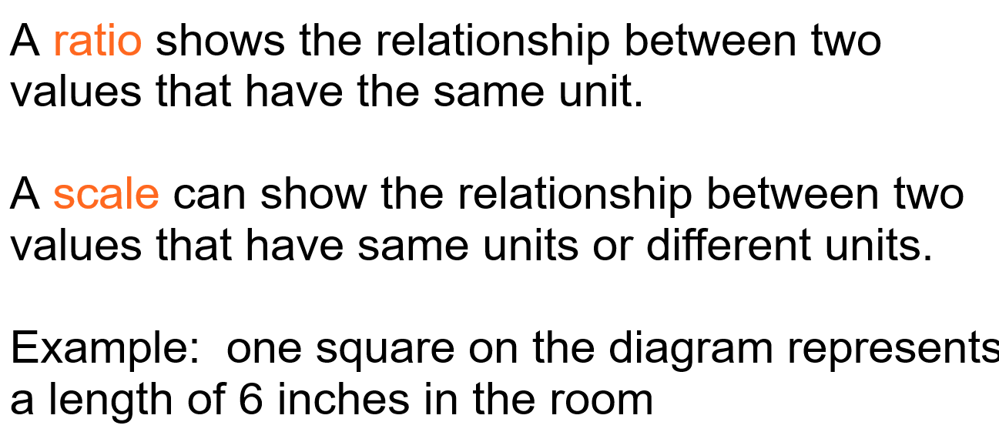 A ratio shows the relationship between two
values that have the same unit.
A scale can show the relationship between two
values that have same units or different units.
Example:  one square on the diagram represents
a length of 6 inches in the room